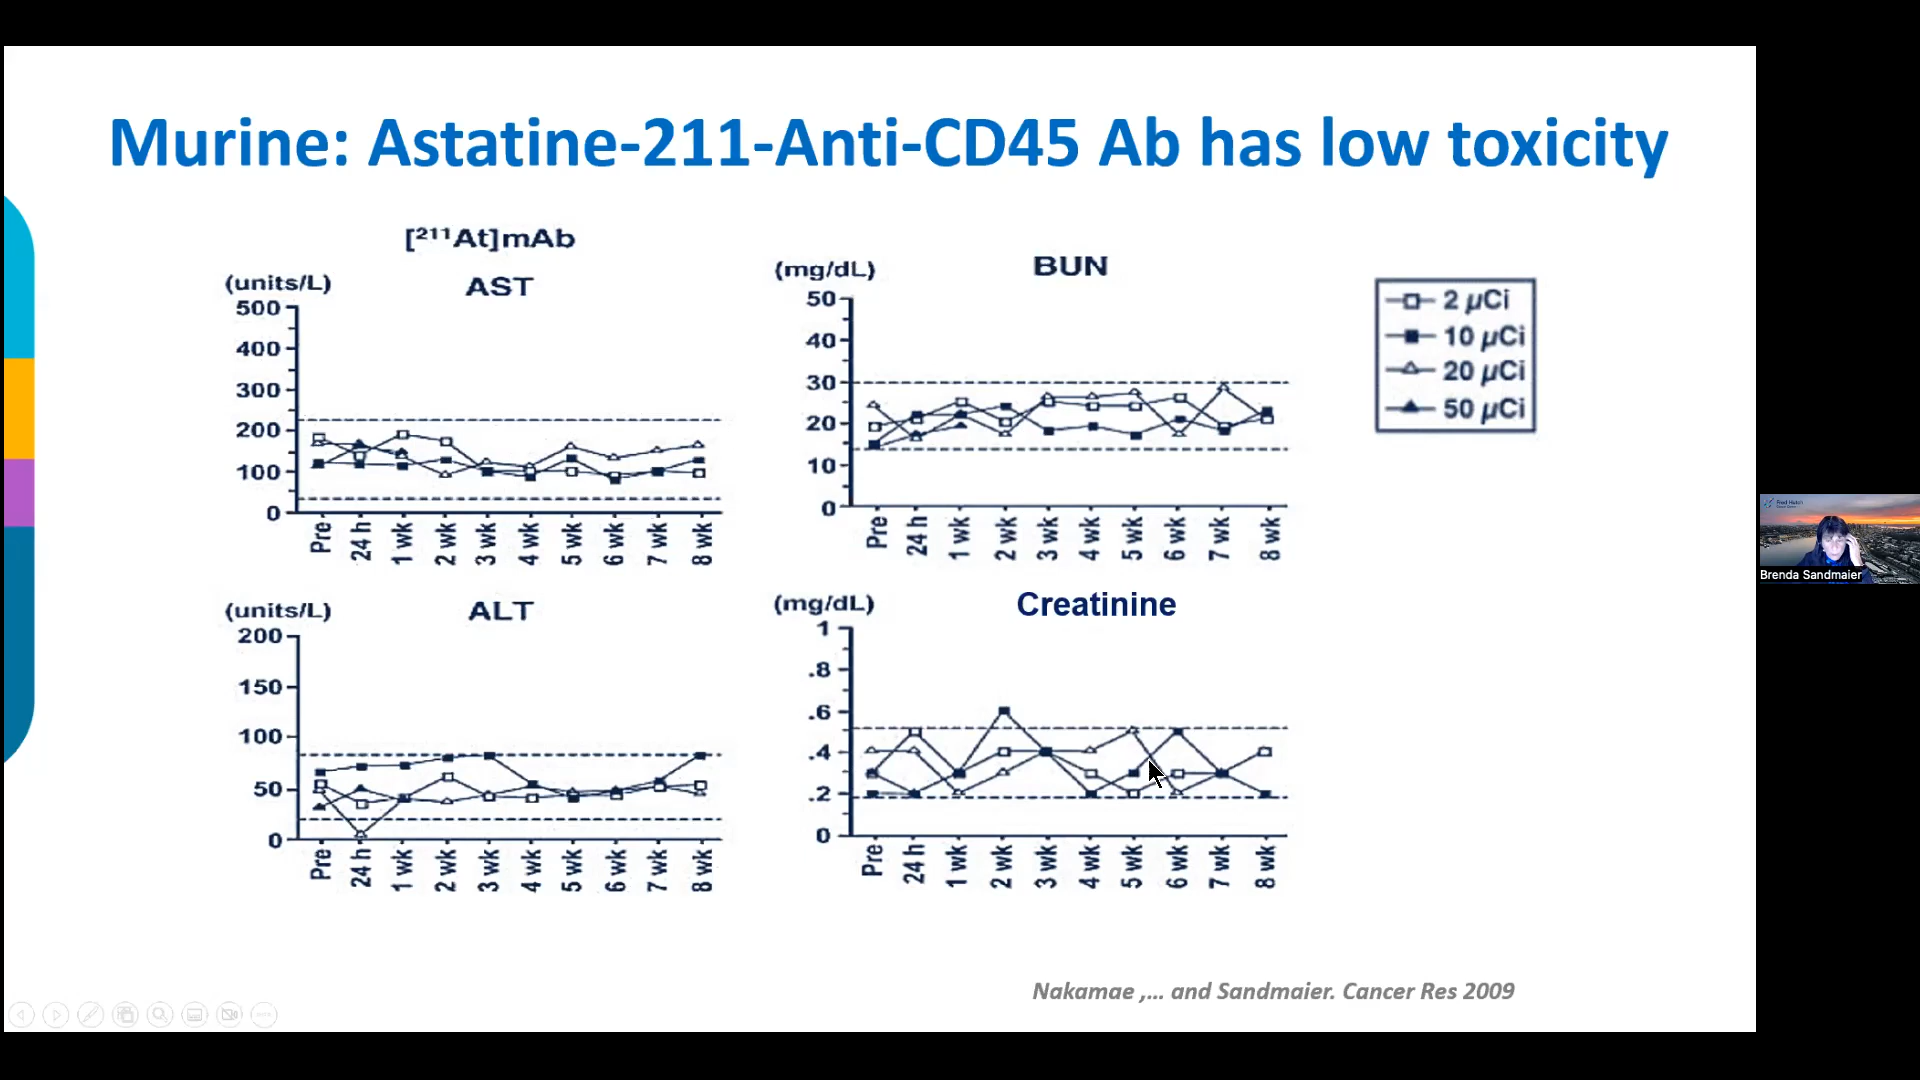 Murine: Astatine-211-Anti-CD45 Ab has low toxicity
[²¹¹At]mAb
(units/L)
AST
500
400
300
200
100
0
Pre
24 h
1 wk
2 wk
3 wk
4 wk
5 wk
6 wk
7 wk
8 wk
(mg/dL)
BUN
50
40
30
20
10
0
Pre
24 h
1 wk
2 wk
3 wk
4 wk
5 wk
6 wk
7 wk
8 wk
2 µCi
10 µCi
20 µCi
50 µCi
(units/L)
ALT
200
150
100
50
0
Pre
24 h
1 wk
2 wk
3 wk
4 wk
5 wk
6 wk
7 wk
8 wk
(mg/dL)
Creatinine
1
.8
.6
.4
.2
0
Pre
24 h
1 wk
2 wk
3 wk
4 wk
5 wk
6 wk
7 wk
8 wk
Nakamae ,... and Sandmaier. Cancer Res 2009
Fred Hutch
Brenda Sandmaier